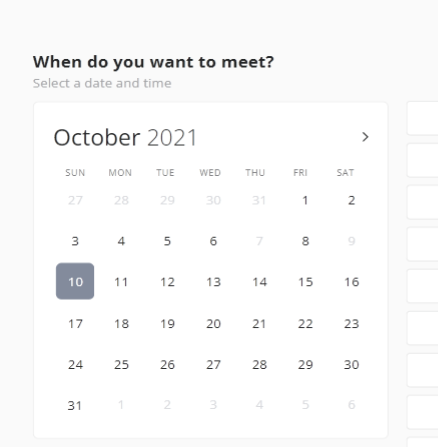 When do you want to meet?
Select a date and time
October 2021
SUN MON TUE WED THU FRI SAT
27 28 29 30 31 1 2
3 4 5 6 7 8 9
10 11 12 13 14 15 16
17 18 19 20 21 22 23
24 25 26 27 28 29 30
31 1 2 3 4 5 6